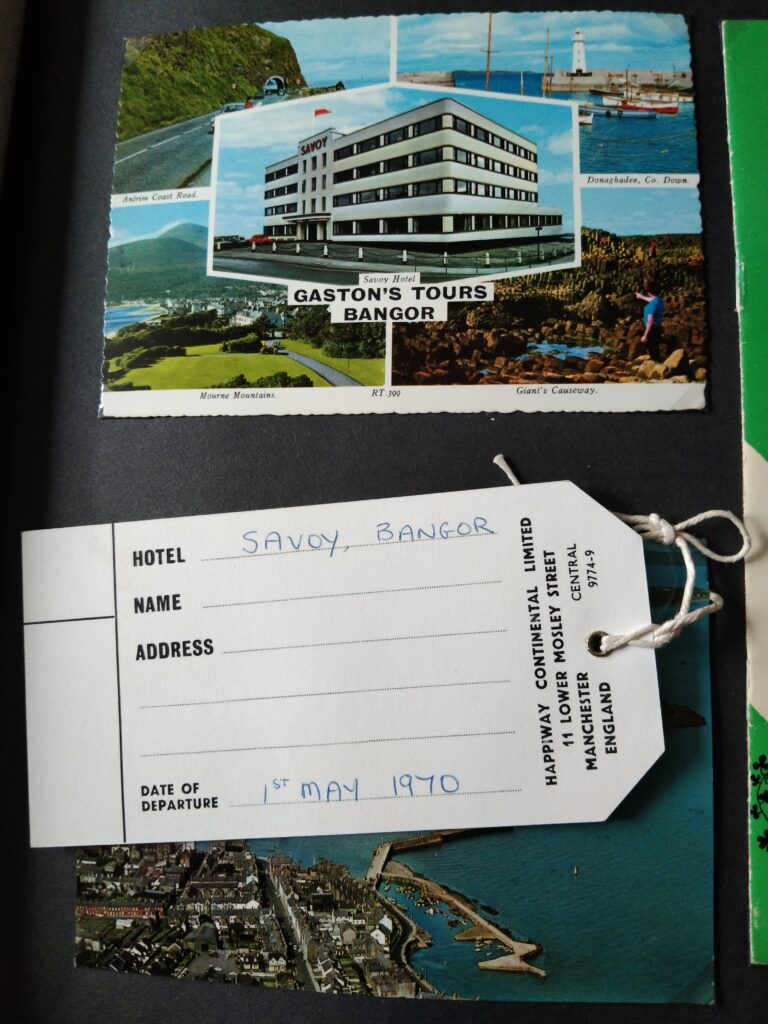 SAVOY
Antrim Coast Road.
Donaghadee, Co. Down.
Savoy Hotel
GASTON'S TOURS
BANGOR
Mourne Mountains.
RT.399
Giant's Causeway.
HOTEL SAVOY, BANGOR
NAME
ADDRESS
DATE OF
DEPARTURE 1ST MAY 1970
HAPPIWAY CONTINENTAL LIMITED
11 LOWER MOSLEY STREET
MANCHESTER CENTRAL
ENGLAND 9774-9